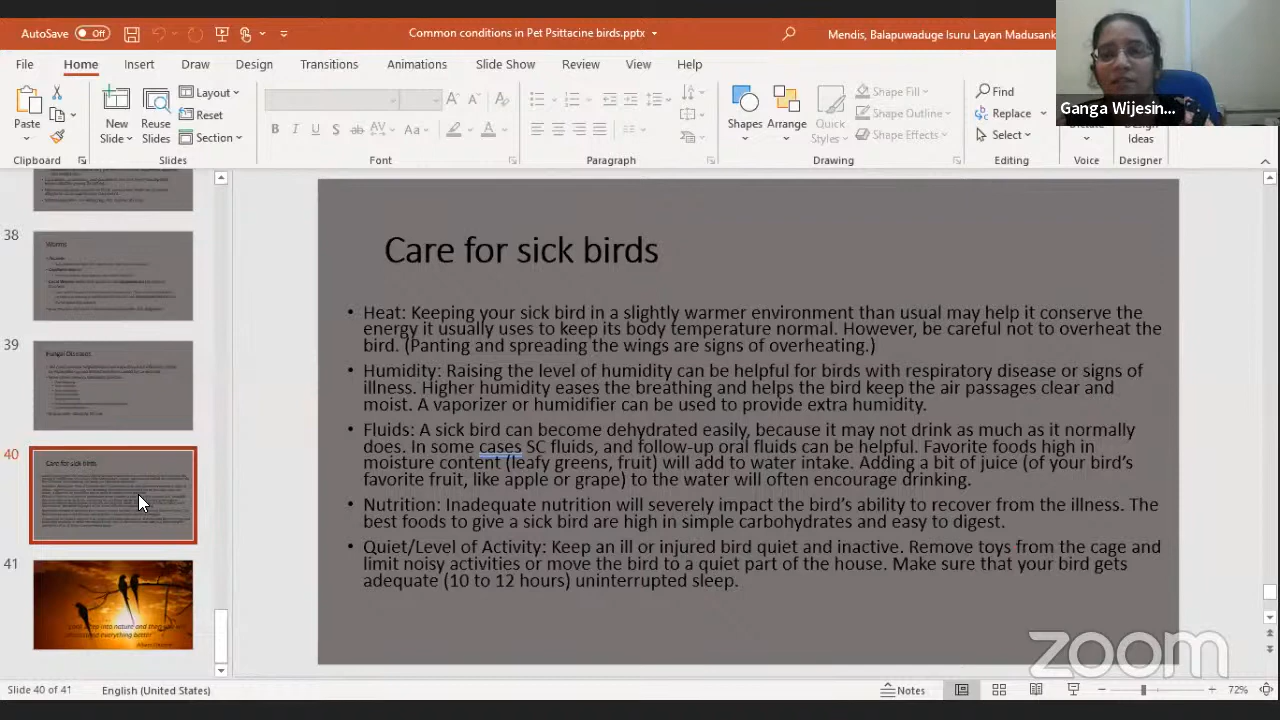 AutoSave Off
Common conditions in Pet Psittacine birds.pptx
Mendis, Balapuwaduge Isuru Layan Madusank
Ganga Wijesin...
File Home Insert Draw Design Transitions Animations Slide Show Review View Help
Paste
New Slide
Reuse Slides
Layout
Reset
Section
Shapes
Arrange
Quick Styles
Shape Fill
Shape Outline
Shape Effects
Find
Replace
Select
Design Ideas
Clipboard Slides Font Paragraph Drawing Editing Voice Designer
38
Worms
39
Fungal Diseases
40
Care for sick birds
41
Care for sick birds
• Heat: Keeping your sick bird in a slightly warmer environment than usual may help it conserve the
energy it usually uses to keep its body temperature normal. However, be careful not to overheat the
bird. (Panting and spreading the wings are signs of overheating.)
• Humidity: Raising the level of humidity can be helpful for birds with respiratory disease or signs of
illness. Higher humidity eases the breathing and helps the bird keep the air passages clear and
moist. A vaporizer or humidifier can be used to provide extra humidity.
• Fluids: A sick bird can become dehydrated easily, because it may not drink as much as it normally
does. In some cases SC fluids, and follow-up oral fluids can be helpful. Favorite foods high in
moisture content (leafy greens, fruit) will add to water intake. Adding a bit of juice (of your bird's
favorite fruit, like apple or grape) to the water will often encourage drinking.
• Nutrition: Inadequate nutrition will severely impact the bird's ability to recover from the illness. The
best foods to give a sick bird are high in simple carbohydrates and easy to digest.
• Quiet/Level of Activity: Keep an ill or injured bird quiet and inactive. Remove toys from the cage and
limit noisy activities or move the bird to a quiet part of the house. Make sure that your bird gets
adequate (10 to 12 hours) uninterrupted sleep.
zoom
Slide 40 of 41
English (United States)
Notes
72%